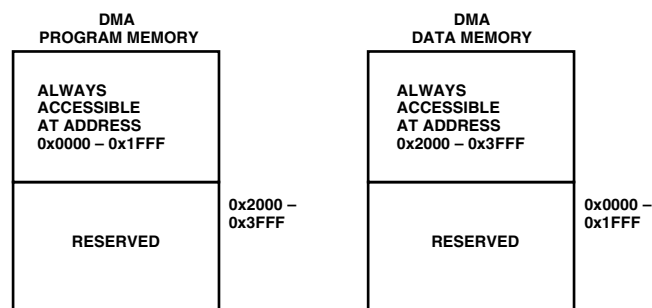 DMA
PROGRAM MEMORY
ALWAYS
ACCESSIBLE
AT ADDRESS
0x0000 – 0x1FFF
RESERVED
0x2000 –
0x3FFF
DMA
DATA MEMORY
ALWAYS
ACCESSIBLE
AT ADDRESS
0x2000 – 0x3FFF
RESERVED
0x0000 –
0x1FFF